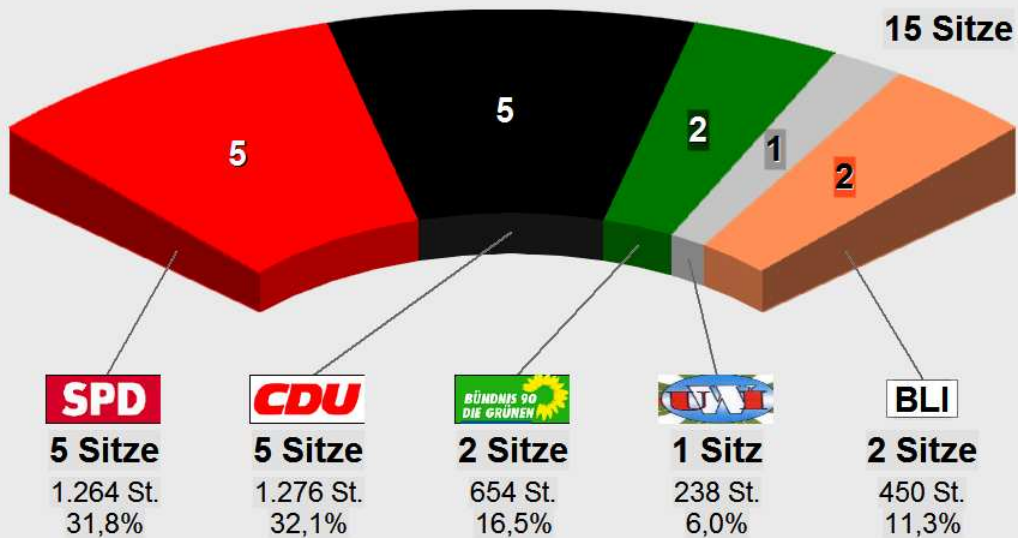 15 Sitze
5
5
2
1
2
SPD
CDU
BÜNDNIS 90
DIE GRÜNEN
UWI
BLI
5 Sitze
5 Sitze
2 Sitze
1 Sitz
2 Sitze
1.264 St.
1.276 St.
654 St.
238 St.
450 St.
31,8%
32,1%
16,5%
6,0%
11,3%